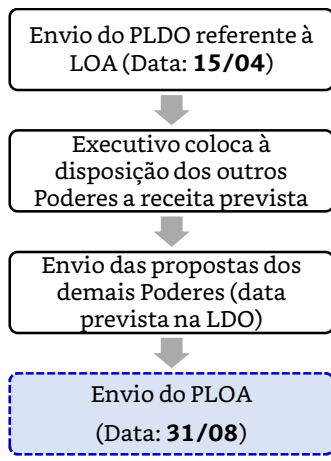 Envio do PLDO referente à
LOA (Data: 15/04)
Executivo coloca à
disposição dos outros
Poderes a receita prevista
Envio das propostas dos
demais Poderes (data
prevista na LDO)
Envio do PLOA
(Data: 31/08)